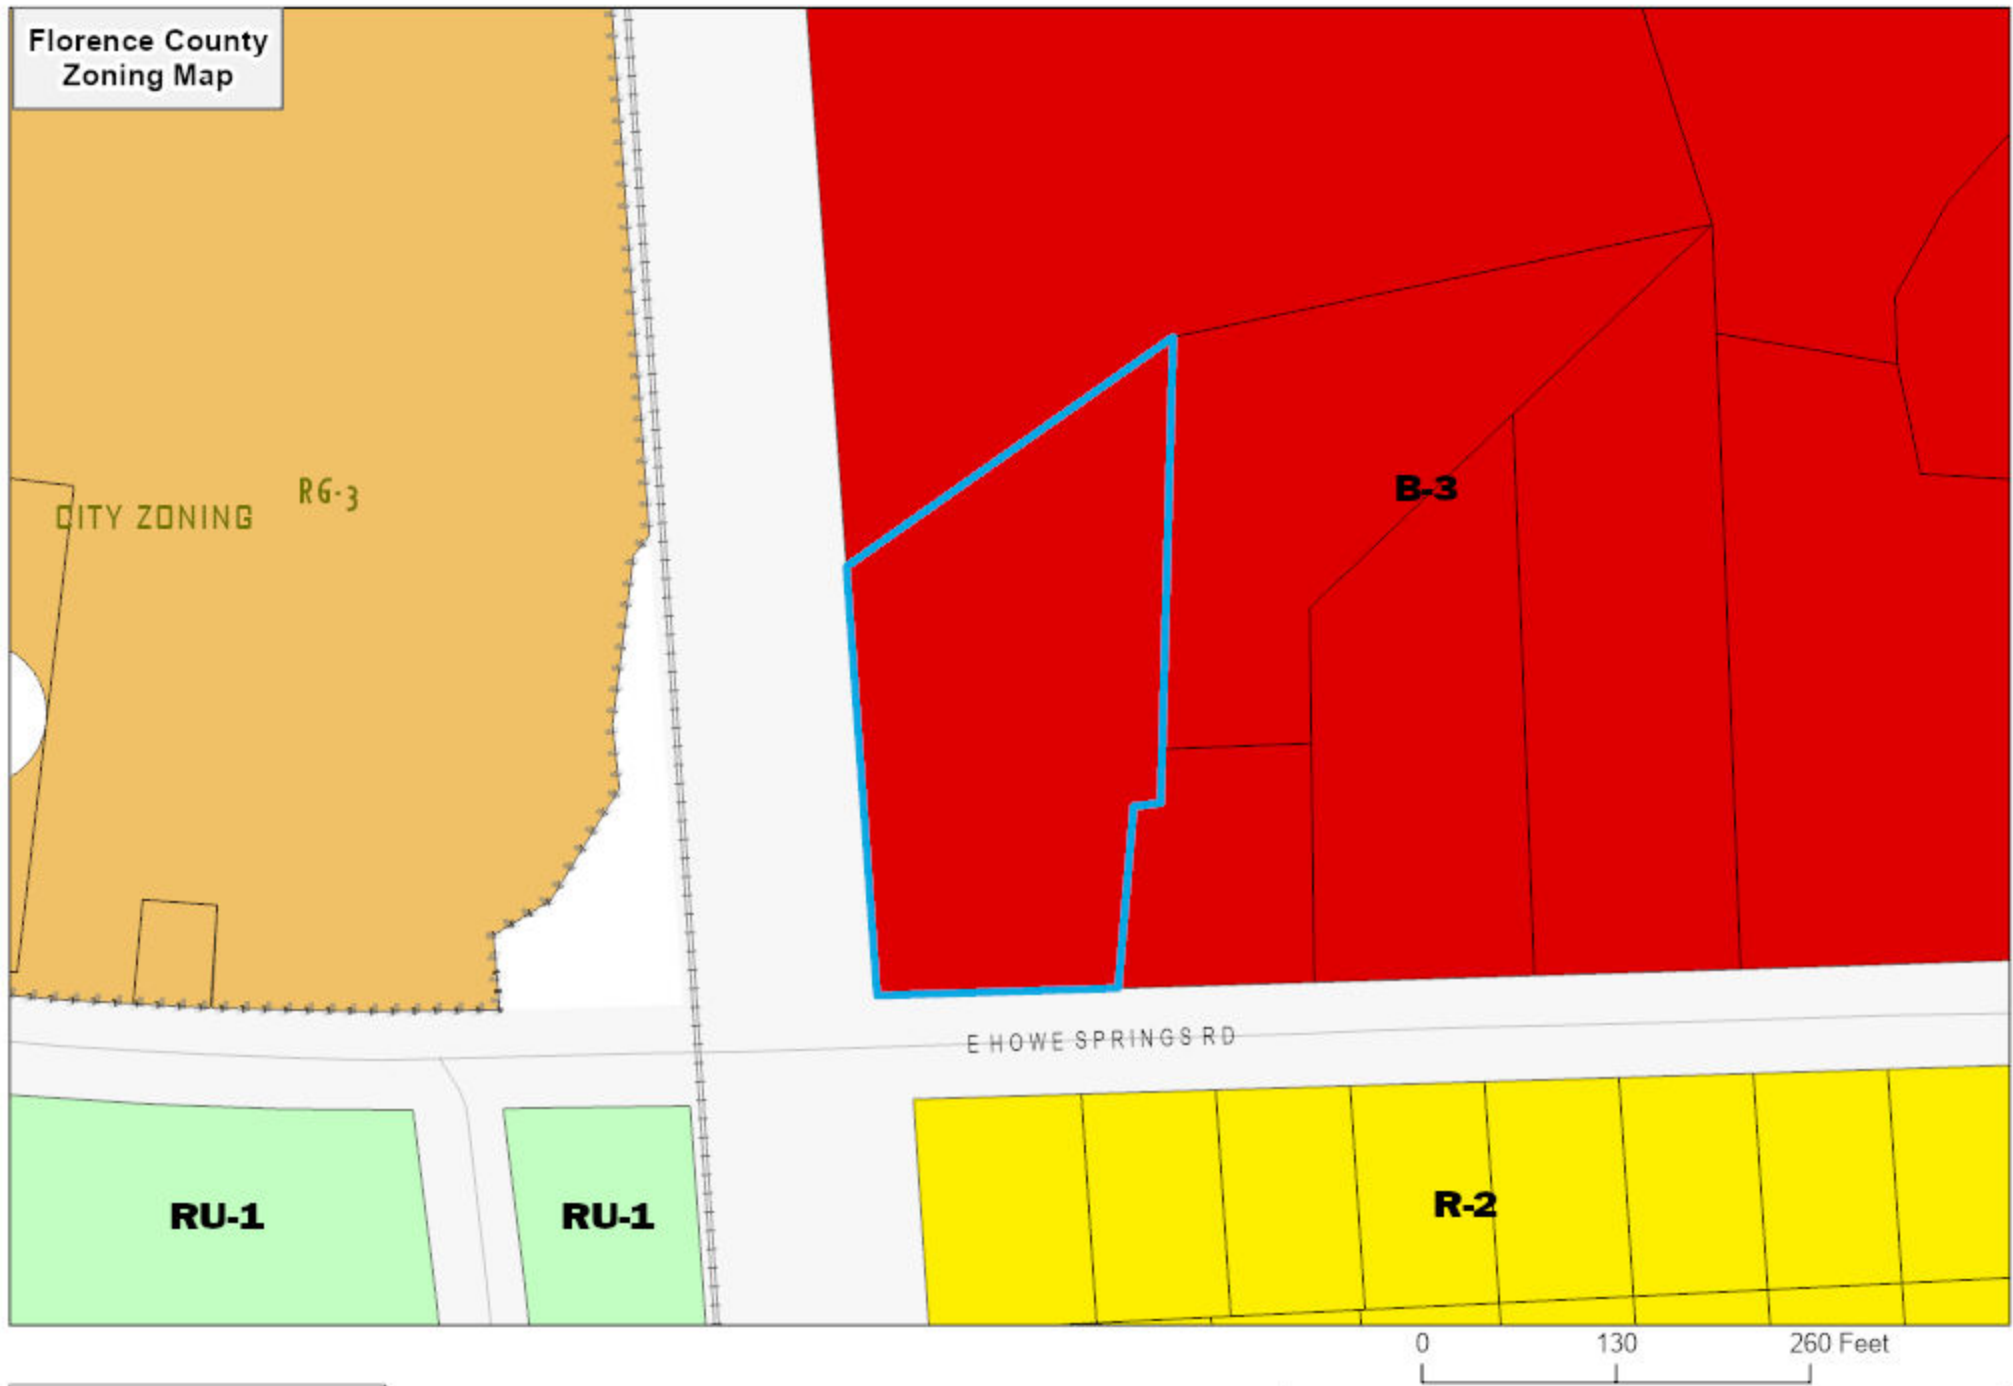 Florence County
Zoning Map
RG-3
CITY ZONING
B-3
E HOWE SPRINGS RD
RU-1
RU-1
R-2
0 130 260 Feet